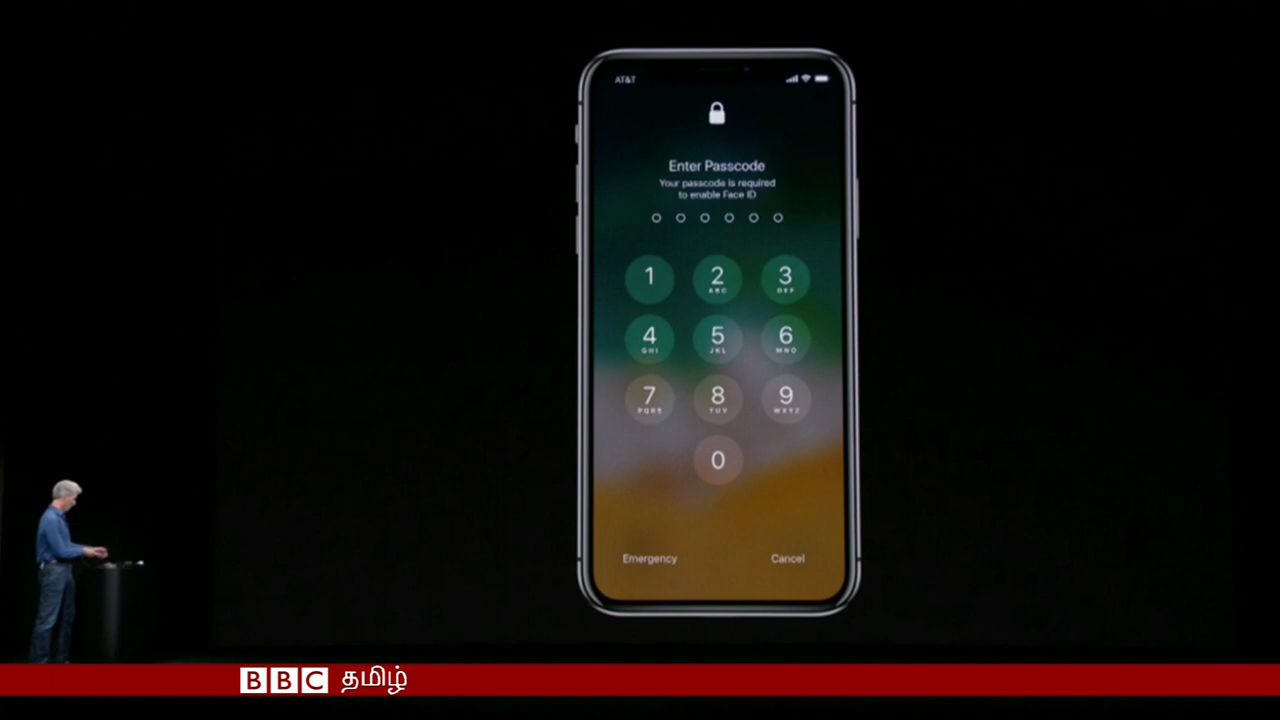 AT&T
Enter Passcode
Your passcode is required
to enable Face ID
1 2 3
ABC DEF
4 5 6
GHI JKL MNO
7 8 9
PQRS TUV WXYZ
0
Emergency Cancel
BBC தமிழ்